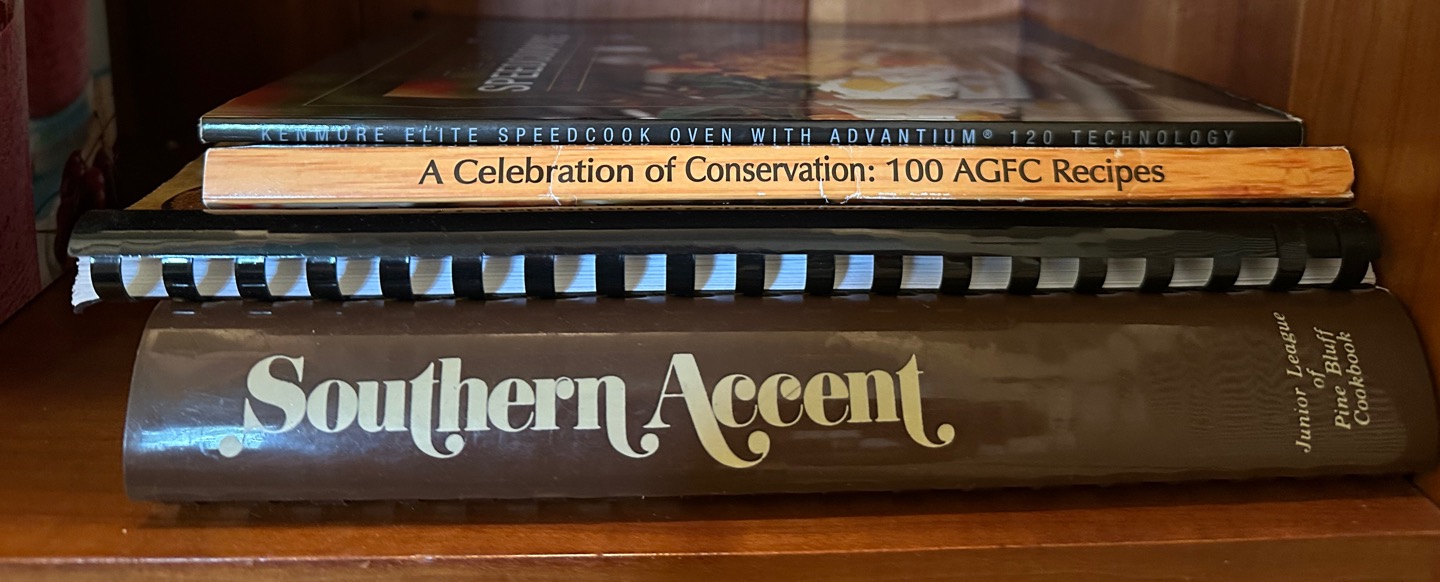 SPEEDCOOK
KENMORE ELITE SPEEDCOOK OVEN WITH ADVANTIUM® 120 TECHNOLOGY
A Celebration of Conservation: 100 AGFC Recipes
Southern Accent
Junior League
of
Pine Bluff
Cookbook